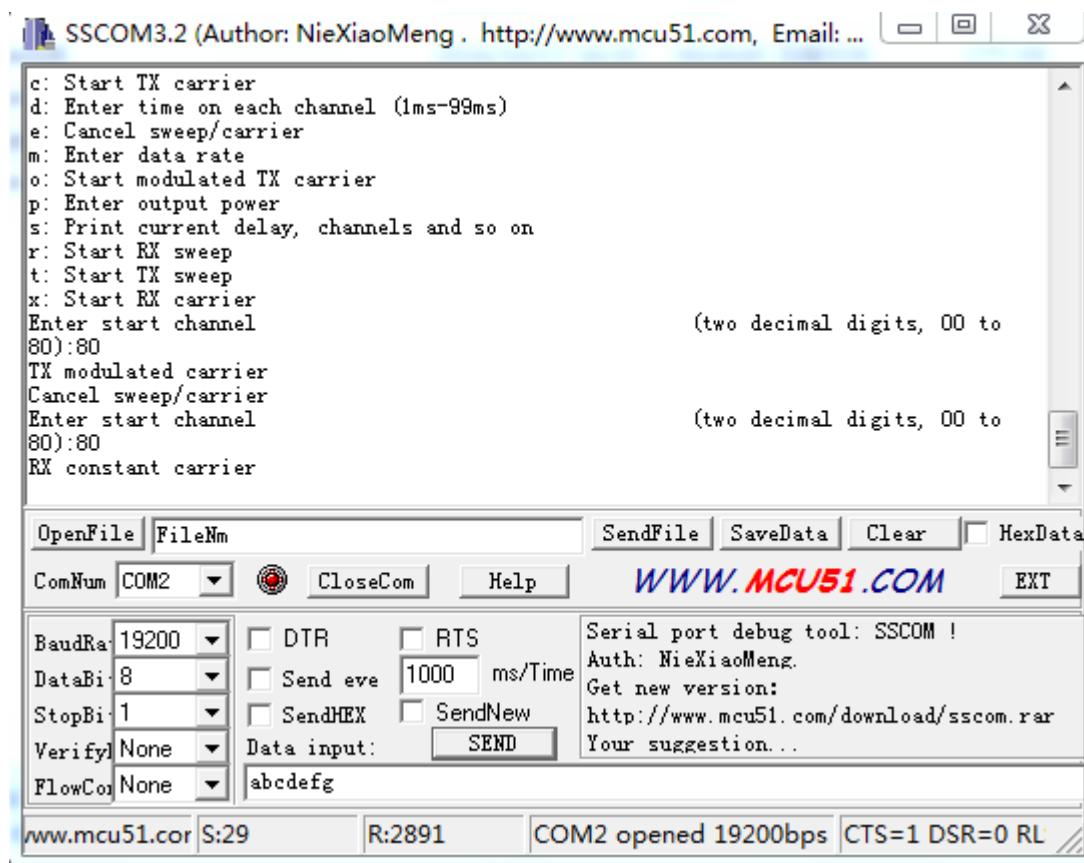 SSCOM3.2 (Author: NieXiaoMeng .  http://www.mcu51.com,  Email: ...
c: Start TX carrier
d: Enter time on each channel (1ms-99ms)
e: Cancel sweep/carrier
m: Enter data rate
o: Start modulated TX carrier
p: Enter output power
s: Print current delay, channels and so on
r: Start RX sweep
t: Start TX sweep
x: Start RX carrier
Enter start channel (two decimal digits, 00 to
80):80
TX modulated carrier
Cancel sweep/carrier
Enter start channel (two decimal digits, 00 to
80):80
RX constant carrier
OpenFile FileNm SendFile SaveData Clear HexData
ComNum COM2 CloseCom Help WWW.MCU51.COM EXT
BaudRa 19200 DTR RTS
DataBi 8 Send eve 1000 ms/Time
StopBi 1 SendHEX SendNew
Verify None Data input: SEND
FlowCo None abcdefg
Serial port debug tool: SSCOM !
Auth: NieXiaoMeng.
Get new version:
http://www.mcu51.com/download/sscom.rar
Your suggestion...
www.mcu51.cor S:29 R:2891 COM2 opened 19200bps CTS=1 DSR=0 RL